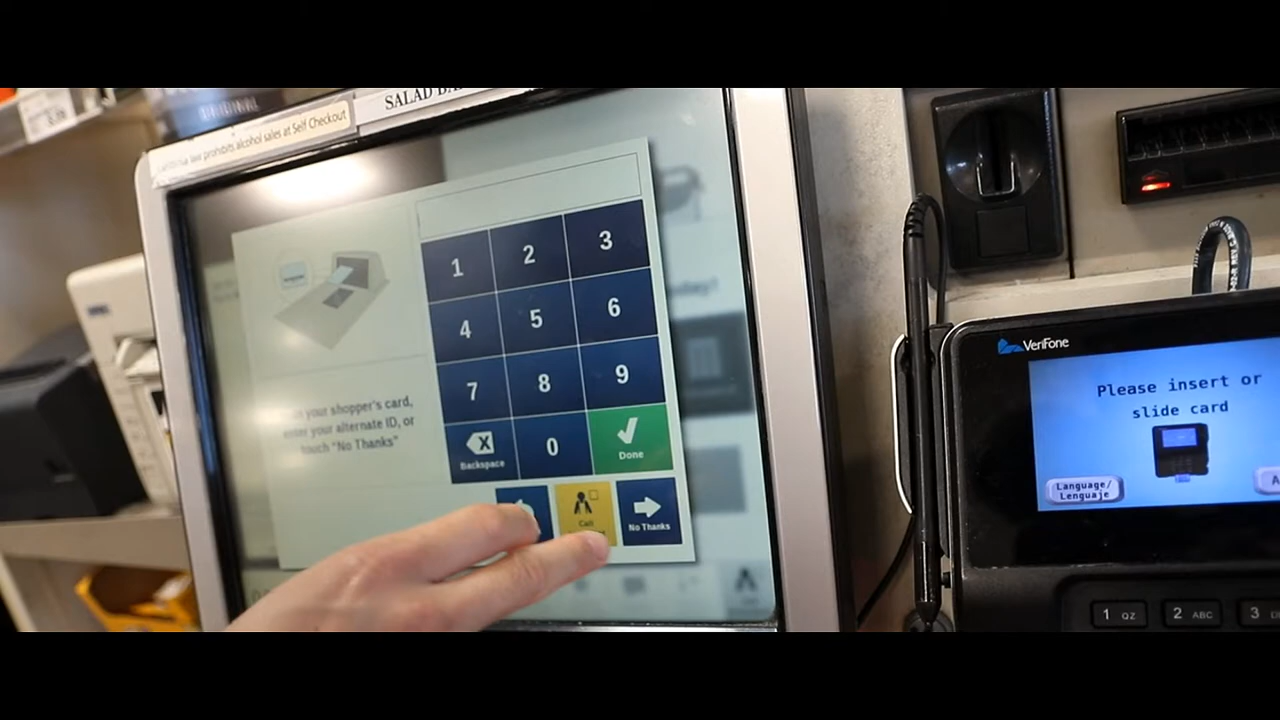 ORIGINAL
law prohibits alcohol sales at Self Checkout
SALAD
1
2
3
4
5
6
7
8
9
Backspace
0
Done
your shopper's card,
enter your alternate ID, or
touch "No Thanks"
Call
No Thanks
VeriFone
Please insert or
slide card
Language/
Lenguaje
1 QZ
2 ABC
3